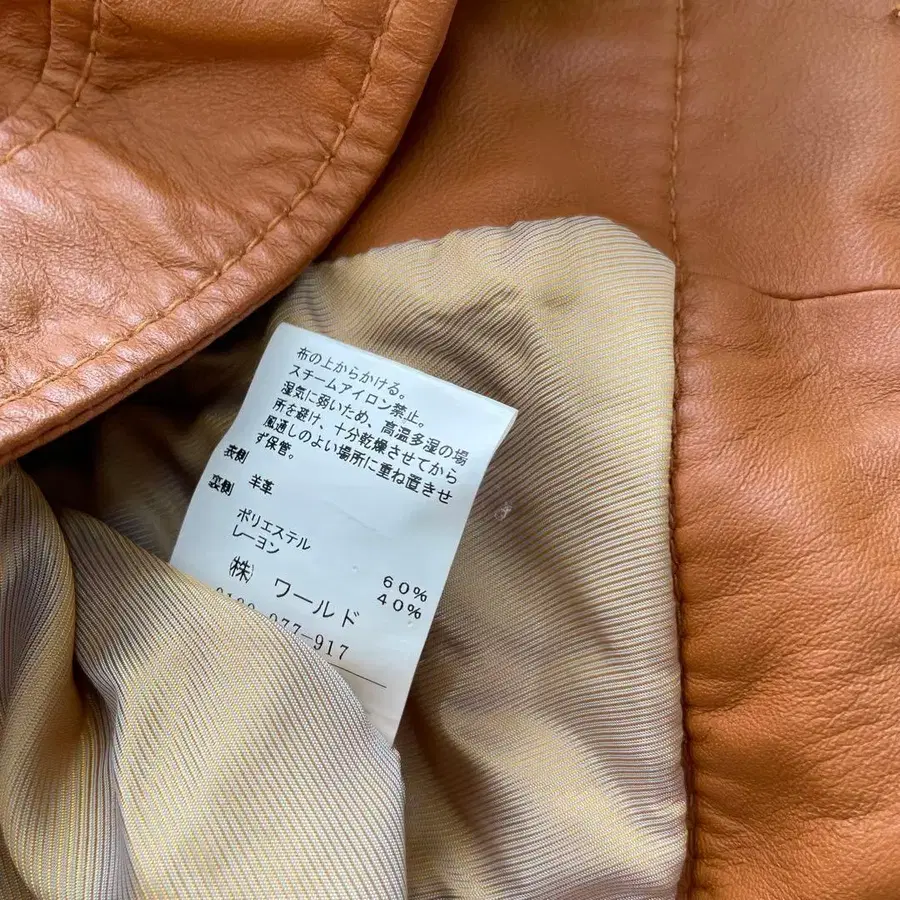 布の上からかける。
スチームアイロン禁止。
湿気に弱いため、高温多湿の場
所を避け、十分乾燥させてから
風通しのよい場所に重ね置きせ
ず保管。
表側 羊革
裏側
ポリエステル 60%
レーヨン 40%
(株) ワールド
0120-977-917